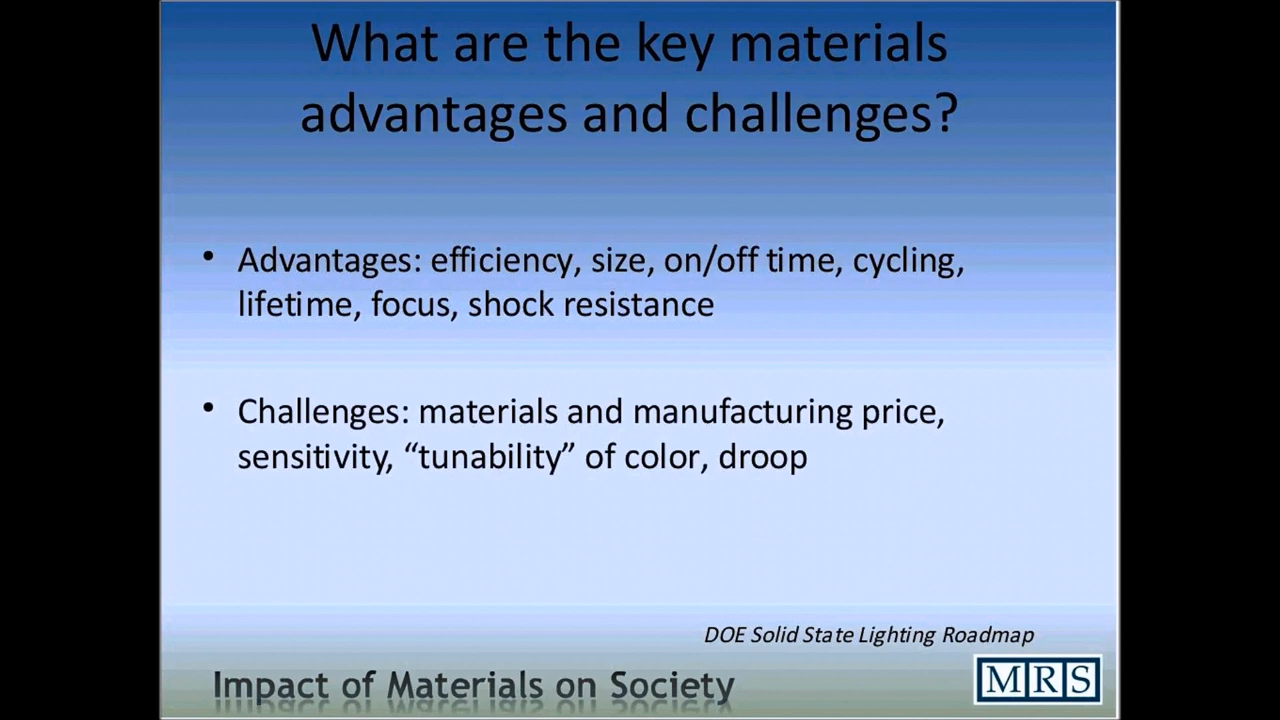 What are the key materials
advantages and challenges?
• Advantages: efficiency, size, on/off time, cycling,
lifetime, focus, shock resistance
• Challenges: materials and manufacturing price,
sensitivity, “tunability” of color, droop
DOE Solid State Lighting Roadmap
Impact of Materials on Society
MRS